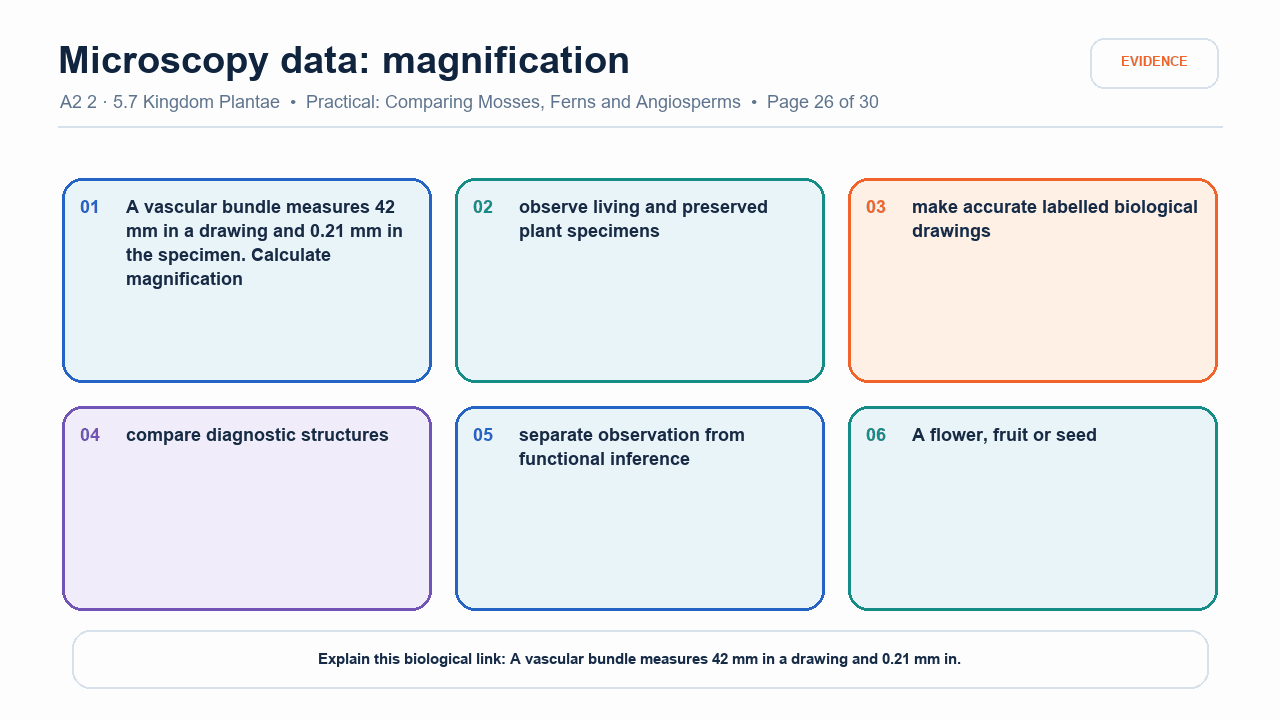 Microscopy data: magnification
EVIDENCE
A2 2 · 5.7 Kingdom Plantae • Practical: Comparing Mosses, Ferns and Angiosperms • Page 26 of 30
01 A vascular bundle measures 42
mm in a drawing and 0.21 mm in
the specimen. Calculate
magnification
02 observe living and preserved
plant specimens
03 make accurate labelled biological
drawings
04 compare diagnostic structures
05 separate observation from
functional inference
06 A flower, fruit or seed
Explain this biological link: A vascular bundle measures 42 mm in a drawing and 0.21 mm in.